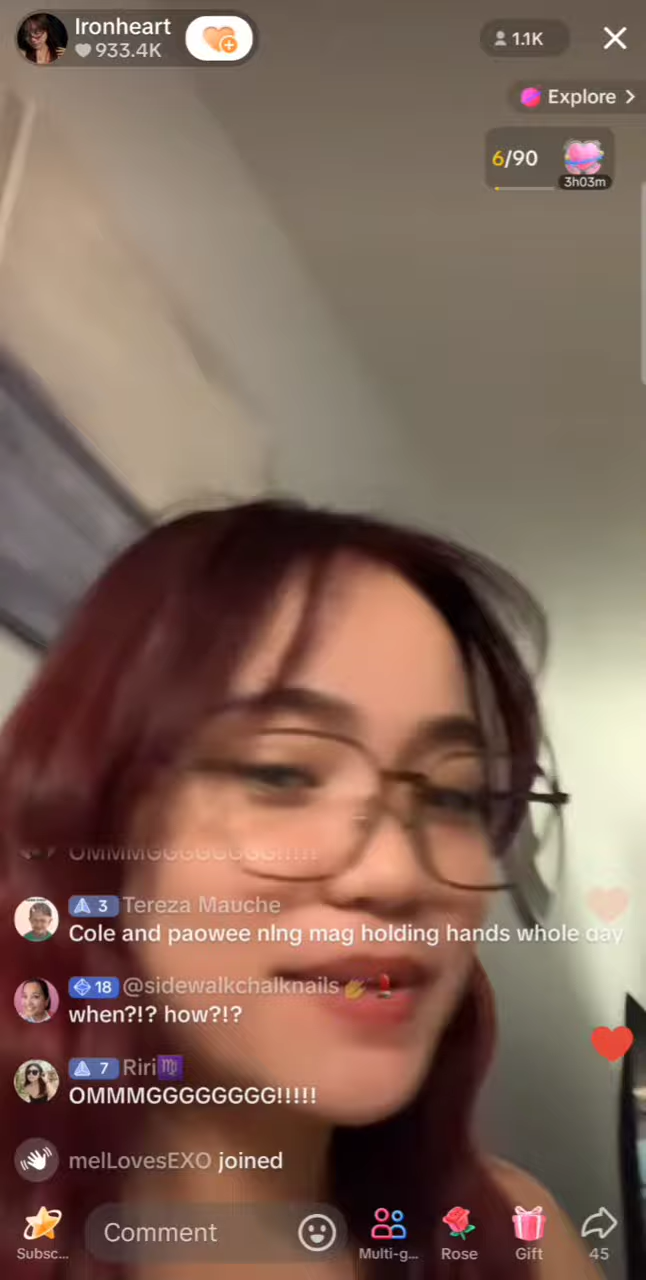 Ironheart
933.4K
1.1K
Explore
6/90
3h03m
OMMMGGGGGGGG!!!!!
3 Tereza Mauche
Cole and paowee nlng mag holding hands whole day
18 @sidewalkchalknails
when?!? how?!?
7 Riri
OMMMGGGGGGGG!!!!!
melLovesEXO joined
Subsc...
Comment
Multi-g...
Rose
Gift
45